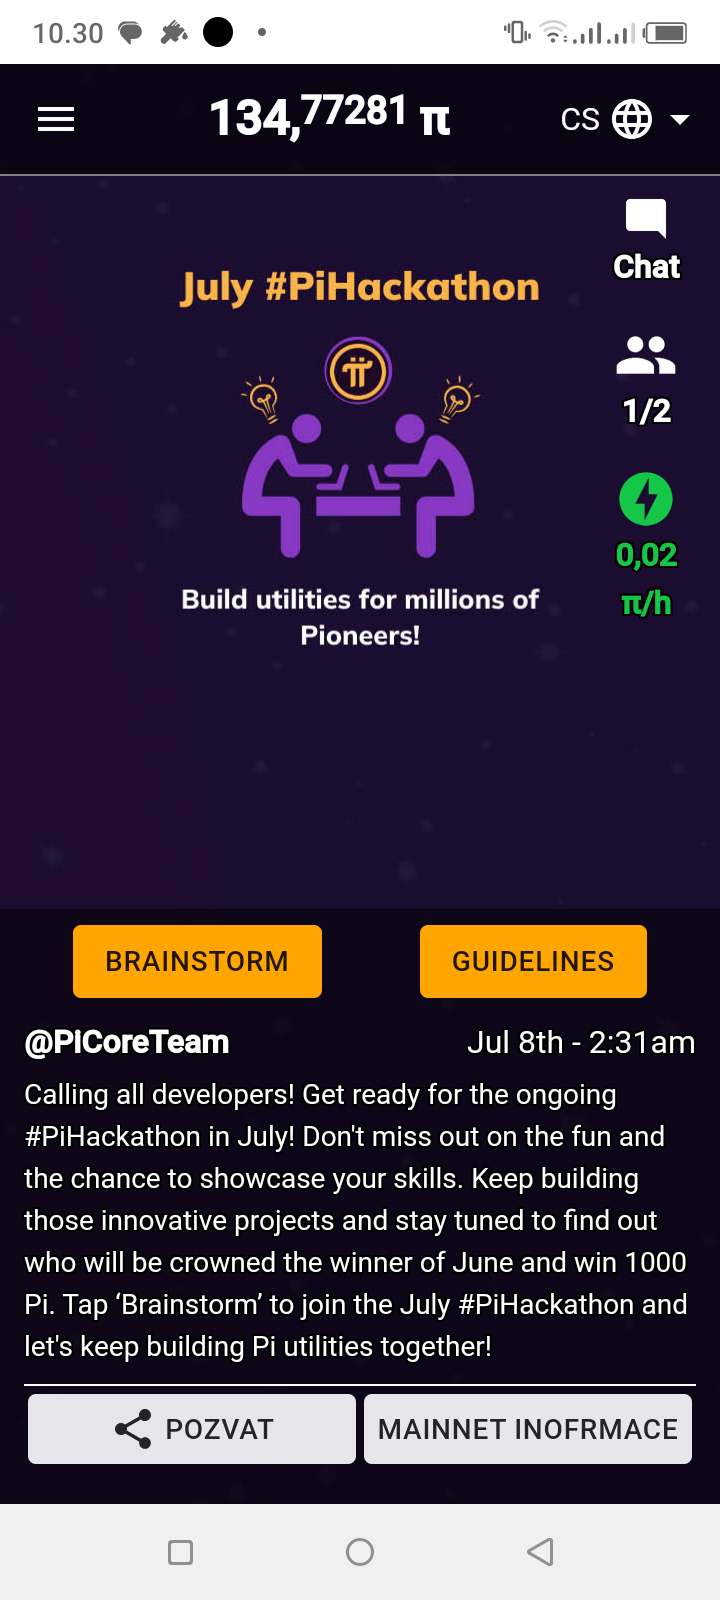 10.30
134,77281 π
CS
Chat
July #PiHackathon
1/2
0,02
π/h
Build utilities for millions of
Pioneers!
BRAINSTORM
GUIDELINES
@PiCoreTeam
Jul 8th - 2:31am
Calling all developers! Get ready for the ongoing
#PiHackathon in July! Don't miss out on the fun and
the chance to showcase your skills. Keep building
those innovative projects and stay tuned to find out
who will be crowned the winner of June and win 1000
Pi. Tap ‘Brainstorm’ to join the July #PiHackathon and
let's keep building Pi utilities together!
POZVAT
MAINNET INOFRMACE